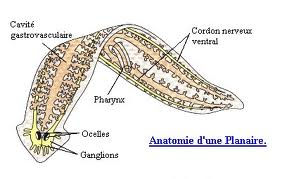 Cavité
gastrovasculaire
Cordon nerveux
ventral
Pharynx
Ocelles
Ganglions
Anatomie d'une Planaire.